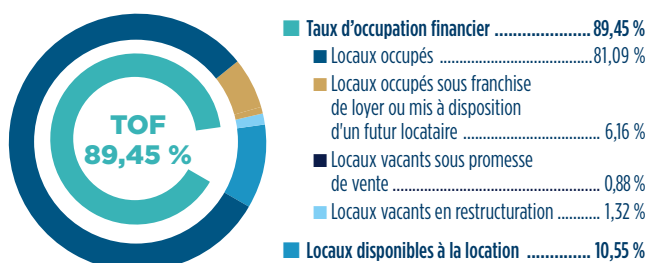 TOF
89,45 %
Taux d'occupation financier .................... 89,45 %
Locaux occupés ........................................ 81,09 %
Locaux occupés sous franchise
de loyer ou mis à disposition
d'un futur locataire .............................. 6,16 %
Locaux vacants sous promesse
de vente .............................................. 0,88 %
Locaux vacants en restructuration ........... 1,32 %
Locaux disponibles à la location ............. 10,55 %